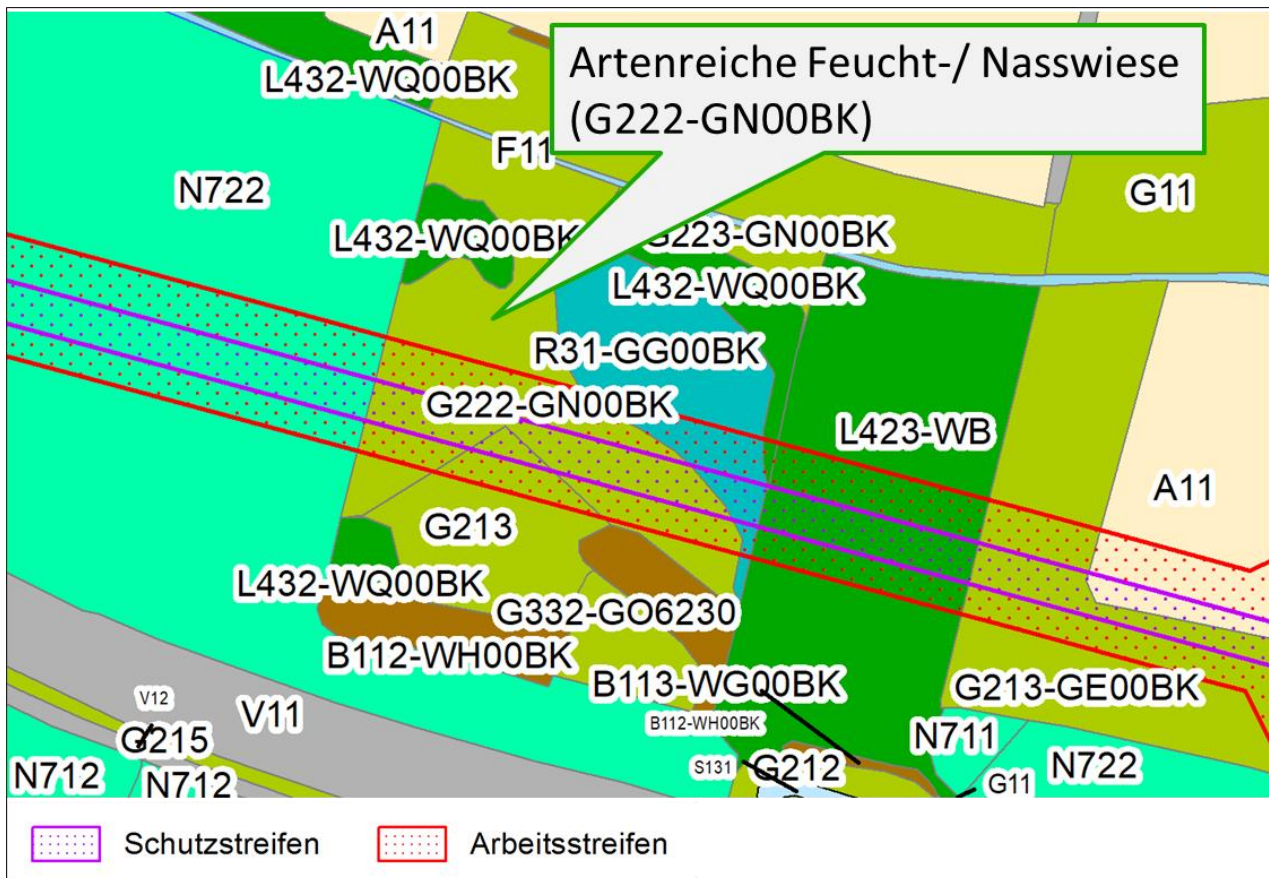 A11
L432-WQ00BK
Artenreiche Feucht-/ Nasswiese
(G222-GN00BK)
F11
N722
G11
L432-WQ00BK
G223-GN00BK
L432-WQ00BK
R31-GG00BK
G222-GN00BK
L423-WB
A11
G213
L432-WQ00BK
G332-GO6230
B112-WH00BK
B113-WG00BK
G213-GE00BK
V12
V11
B112-WH00BK
G215
N711
S131
G212
N722
N712
N712
G11
Schutzstreifen
Arbeitsstreifen